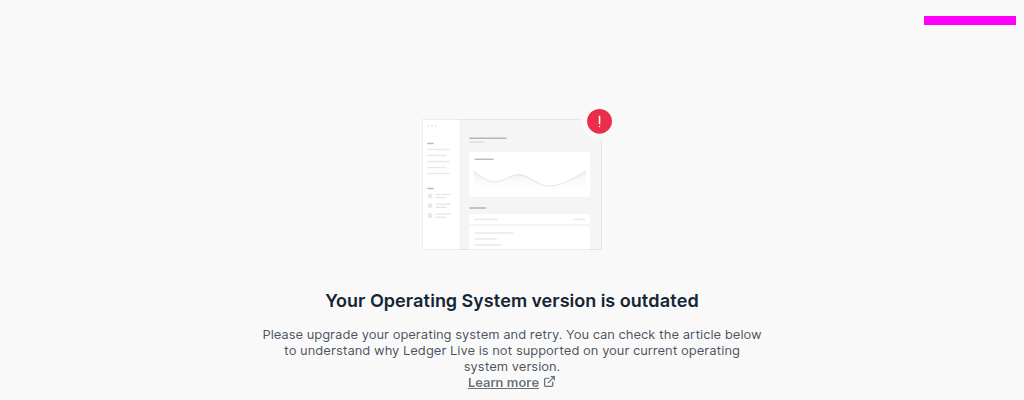 Your Operating System version is outdated
Please upgrade your operating system and retry. You can check the article below
to understand why Ledger Live is not supported on your current operating
system version.
Learn more